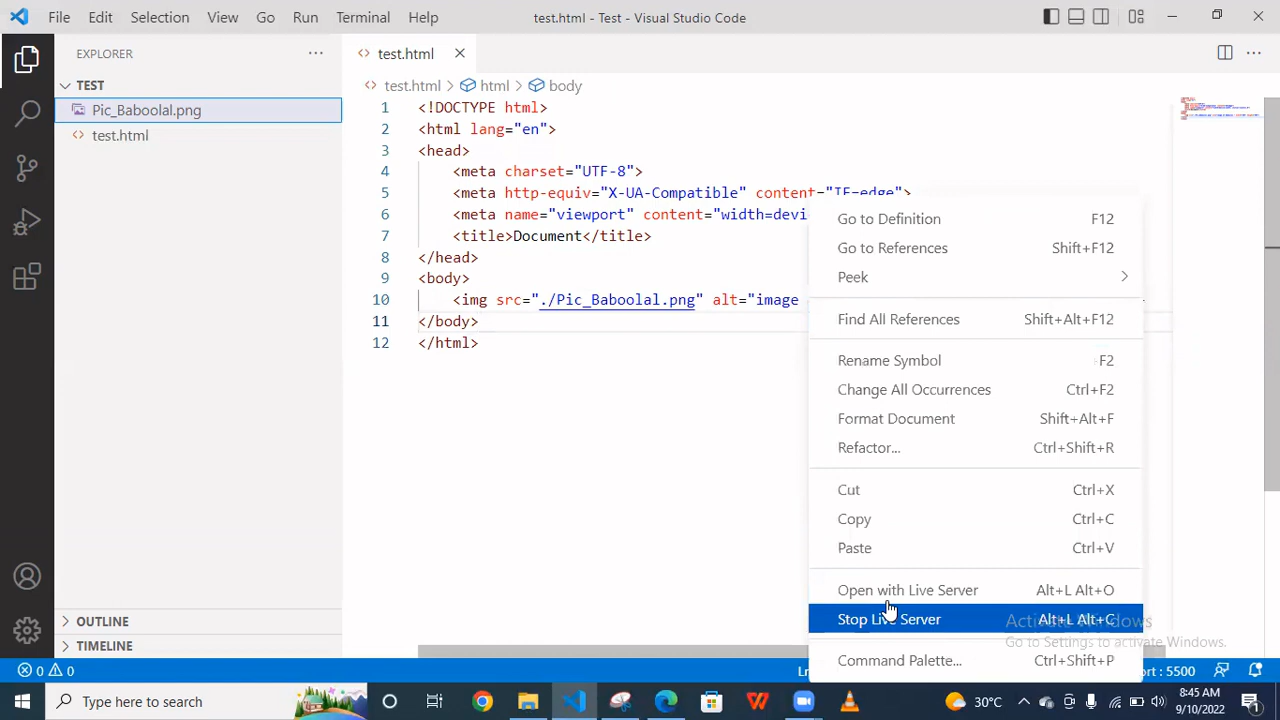 File Edit Selection View Go Run Terminal Help test.html - Test - Visual Studio Code
EXPLORER
TEST
Pic_Baboolal.png
test.html
OUTLINE
TIMELINE
test.html
test.html > html > body
1 <!DOCTYPE html>
2 <html lang="en">
3 <head>
4 <meta charset="UTF-8">
5 <meta http-equiv="X-UA-Compatible" content="IE=edge">
6 <meta name="viewport" content="width=devi
7 <title>Document</title>
8 </head>
9 <body>
10 <img src="./Pic_Baboolal.png" alt="image
11 </body>
12 </html>
Go to Definition F12
Go to References Shift+F12
Peek
Find All References Shift+Alt+F12
Rename Symbol F2
Change All Occurrences Ctrl+F2
Format Document Shift+Alt+F
Refactor... Ctrl+Shift+R
Cut Ctrl+X
Copy Ctrl+C
Paste Ctrl+V
Open with Live Server Alt+L Alt+O
Stop Live Server Alt+L Alt+C
Command Palette... Ctrl+Shift+P
Activate Windows
Go to Settings to activate Windows.
0 0 Ln ort : 5500
Type here to search
30°C
8:45 AM
9/10/2022